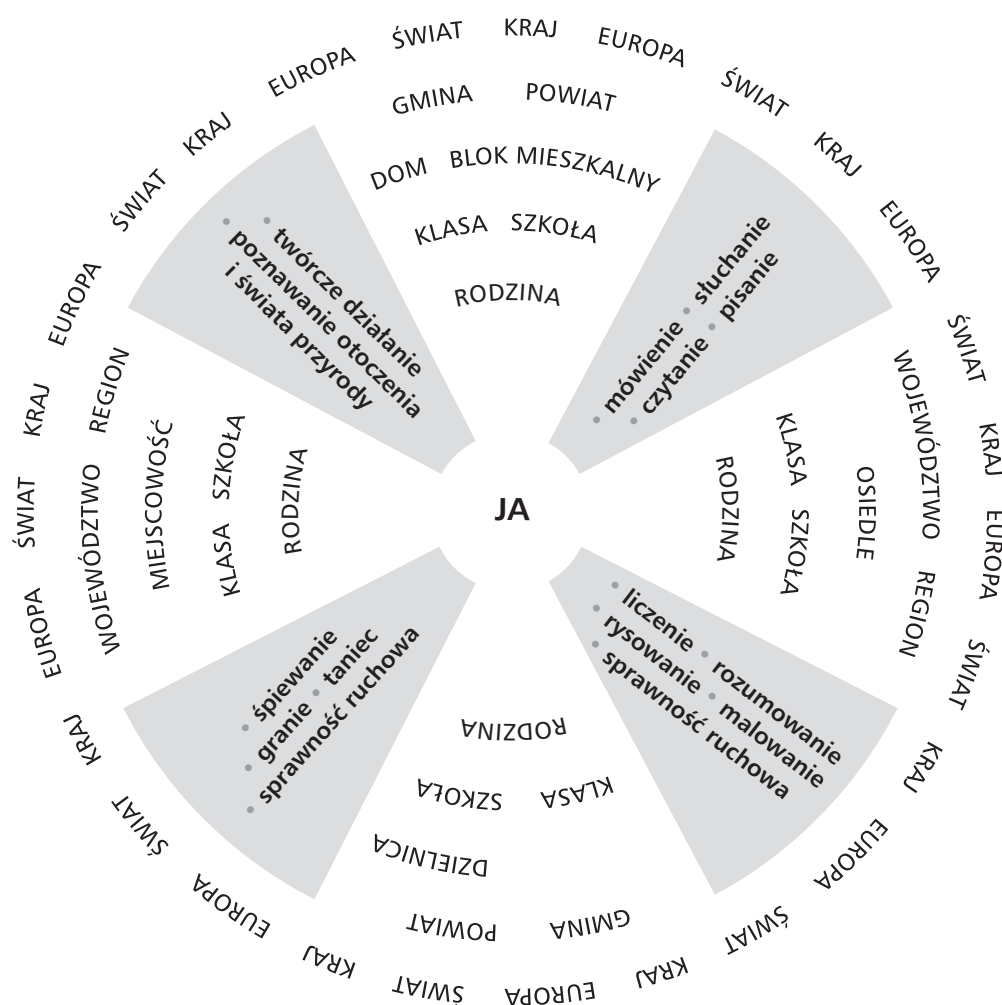 ŚWIAT KRAJ EUROPA ŚWIAT KRAJ EUROPA ŚWIAT KRAJ EUROPA ŚWIAT KRAJ EUROPA ŚWIAT KRAJ EUROPA ŚWIAT KRAJ EUROPA ŚWIAT KRAJ EUROPA ŚWIAT KRAJ EUROPA ŚWIAT KRAJ EUROPA
GMINA POWIAT
DOM BLOK MIESZKALNY
KLASA SZKOŁA
RODZINA
• mówienie • słuchanie
• czytanie • pisanie
WOJEWÓDZTWO REGION
OSIEDLE
KLASA SZKOŁA
RODZINA
• liczenie • rozumowanie
• rysowanie • malowanie
• sprawność ruchowa
RODZINA
KLASA SZKOŁA
DZIELNICA
GMINA POWIAT
• śpiewanie
• granie • taniec
• sprawność ruchowa
WOJEWÓDZTWO REGION
MIEJSCOWOŚĆ
KLASA SZKOŁA
RODZINA
• twórcze działanie
• poznawanie otoczenia
i świata przyrody
JA